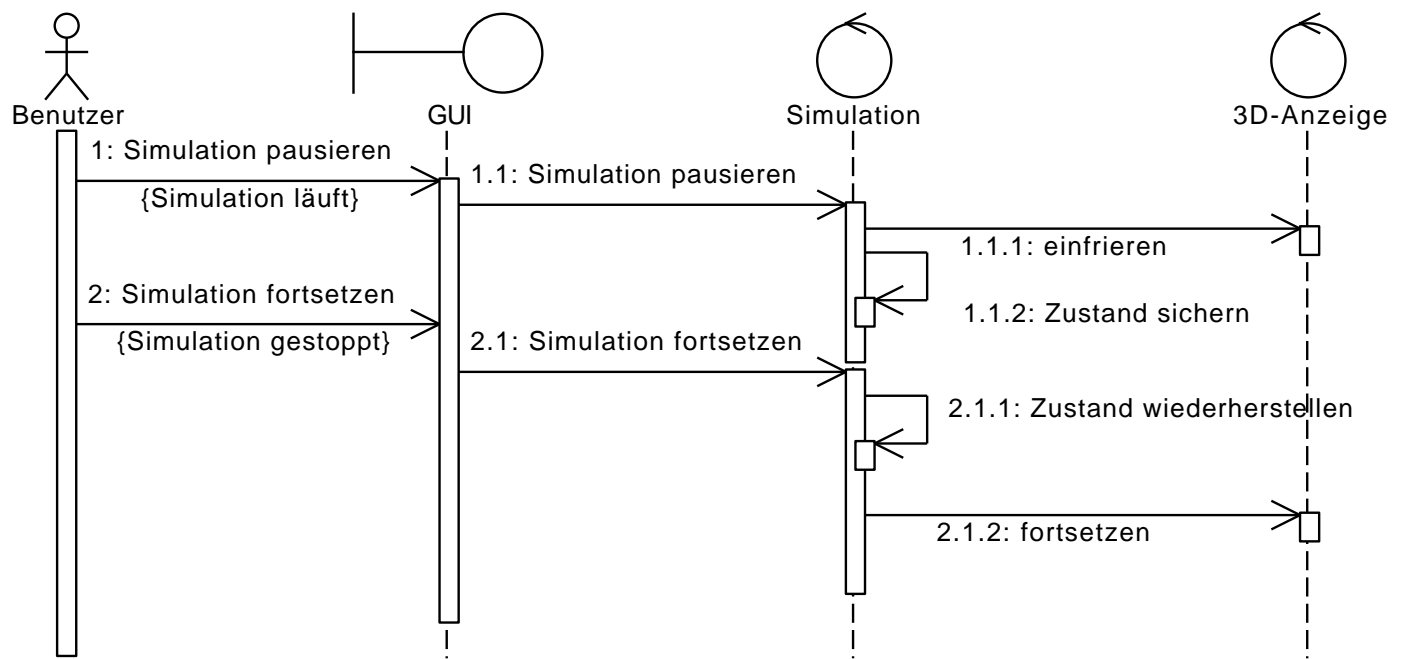 Benutzer
GUI
Simulation
3D-Anzeige
1: Simulation pausieren
{Simulation läuft}
1.1: Simulation pausieren
1.1.1: einfrieren
1.1.2: Zustand sichern
2: Simulation fortsetzen
{Simulation gestoppt}
2.1: Simulation fortsetzen
2.1.1: Zustand wiederherstellen
2.1.2: fortsetzen